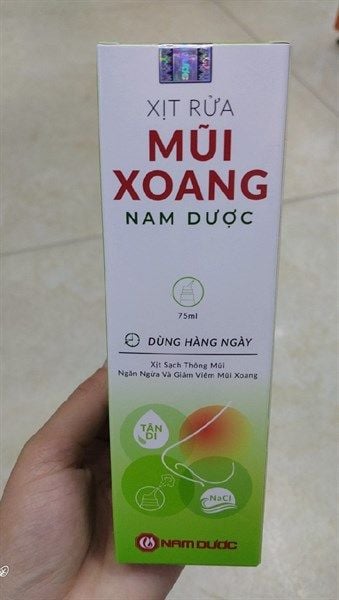 XỊT RỬA
MŨI
XOANG
NAM DƯỢC
75ml
DÙNG HÀNG NGÀY
Xịt Sạch Thông Mũi
Ngăn Ngừa Và Giảm Viêm Mũi Xoang
TÂN
DI
NaCl
NAM DƯỢC